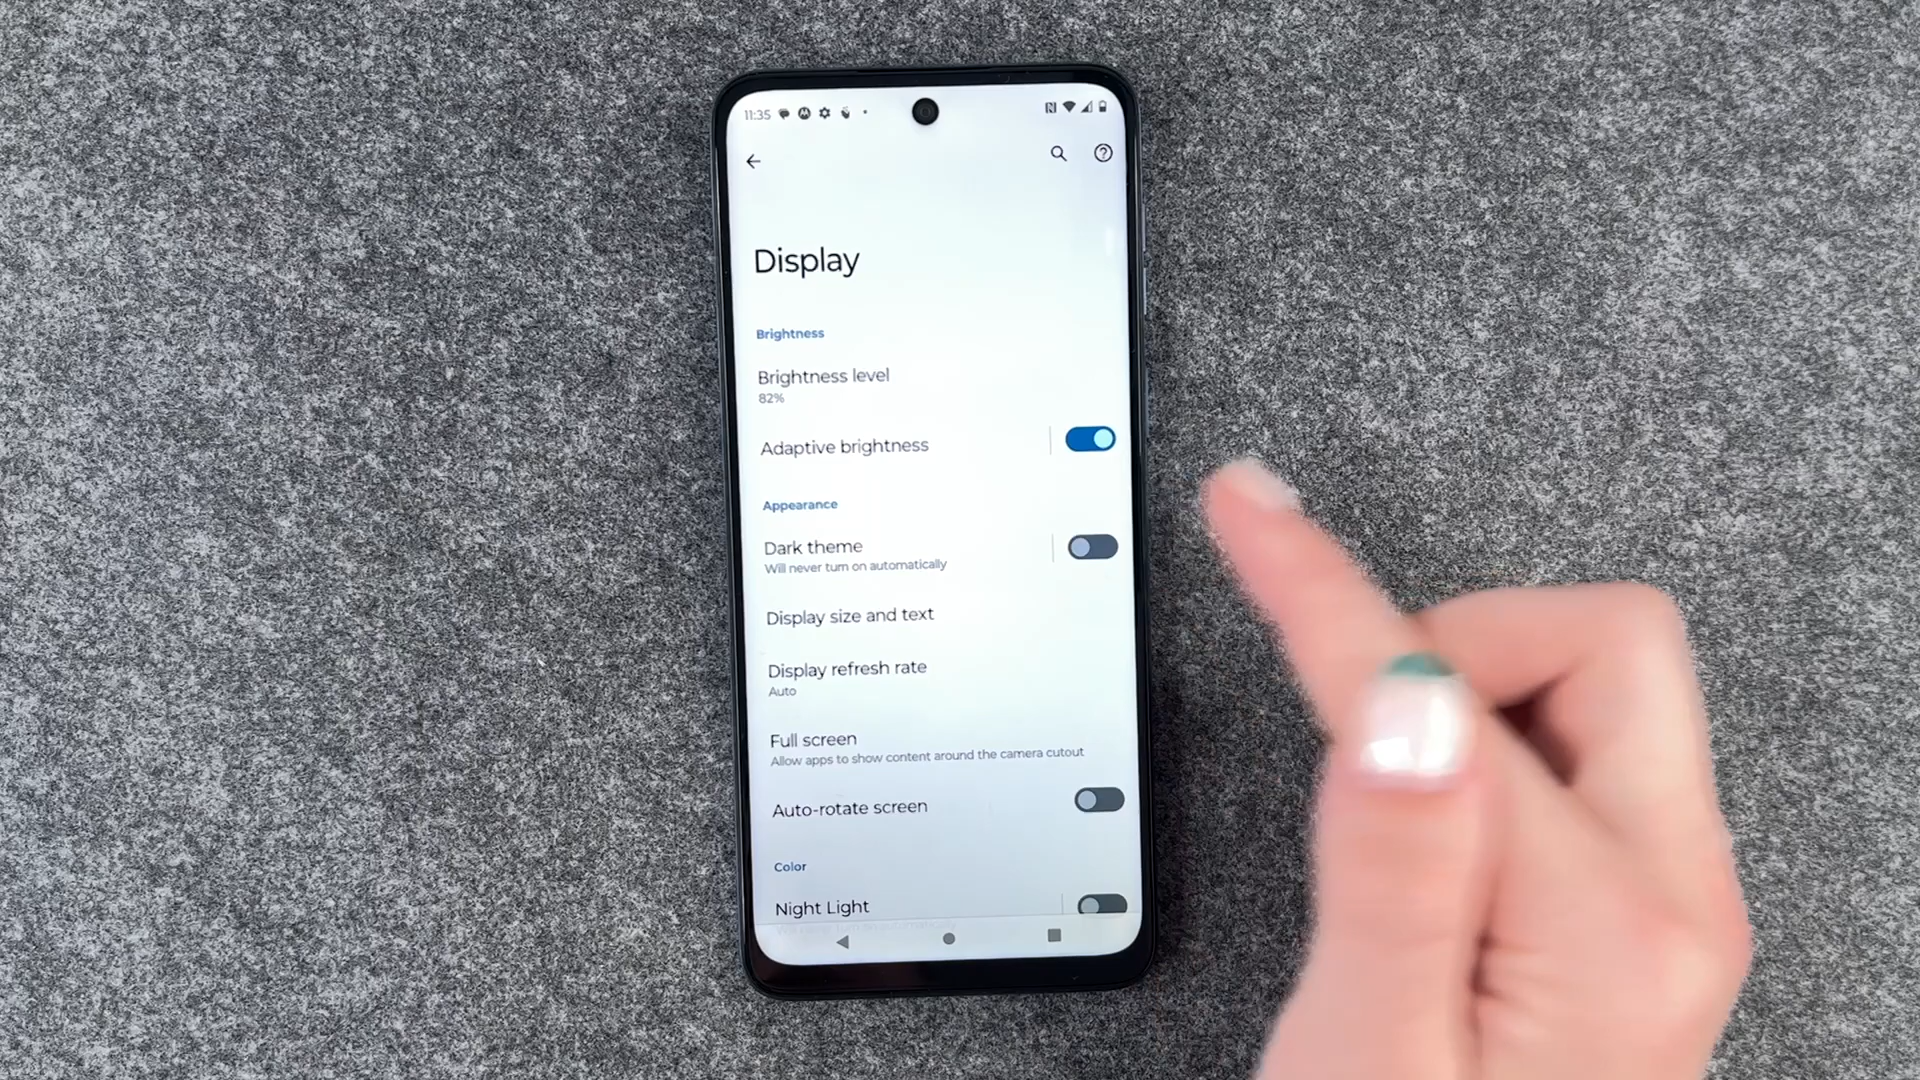 11:35
Display
Brightness
Brightness level
82%
Adaptive brightness
Appearance
Dark theme
Will never turn on automatically
Display size and text
Display refresh rate
Auto
Full screen
Allow apps to show content around the camera cutout
Auto-rotate screen
Color
Night Light